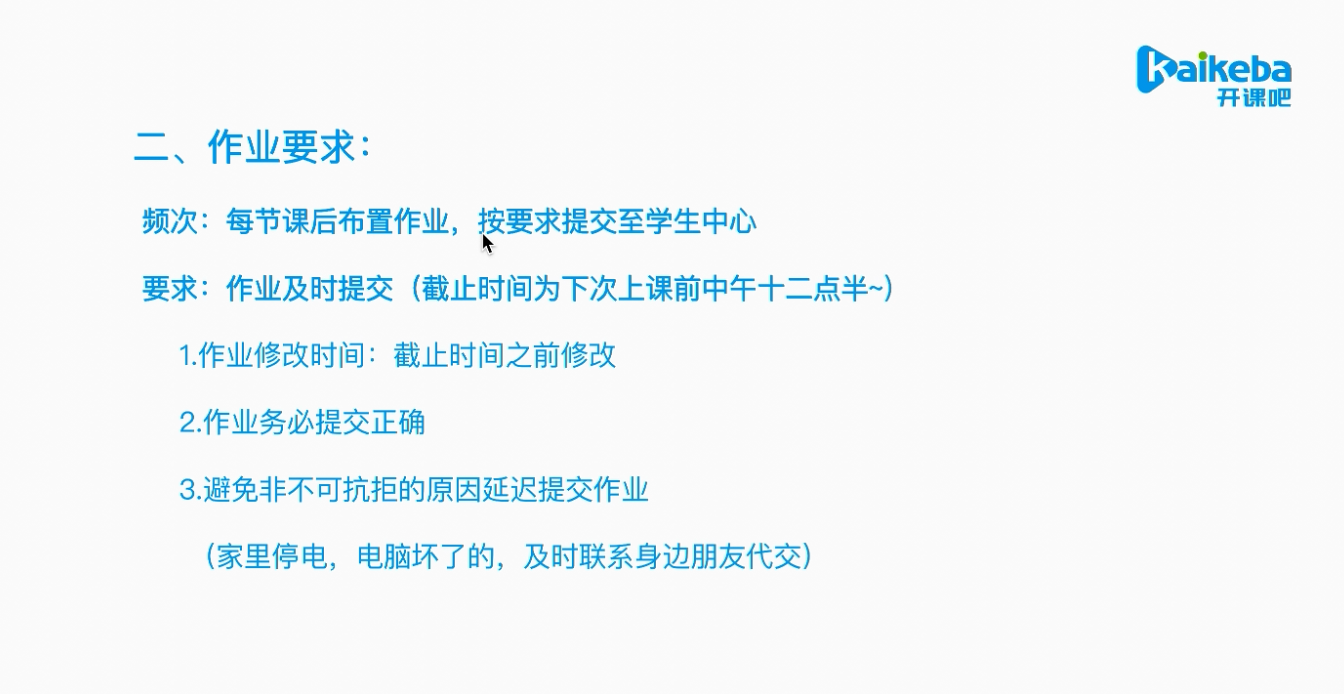 kaikeba
开课吧
二、作业要求：
频次：每节课后布置作业，按要求提交至学生中心
要求：作业及时提交（截止时间为下次上课前中午十二点半~）
1.作业修改时间：截止时间之前修改
2.作业务必提交正确
3.避免非不可抗拒的原因延迟提交作业
（家里停电，电脑坏了的，及时联系身边朋友代交）